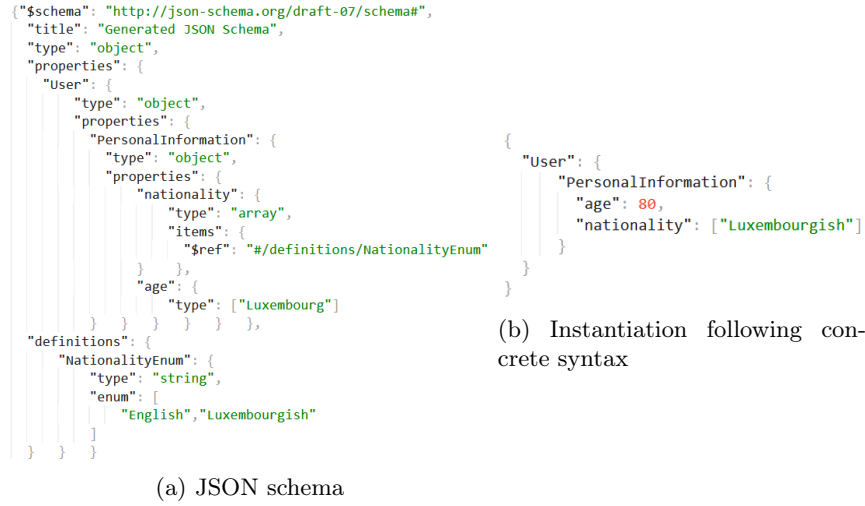 {"$schema": "http://json-schema.org/draft-07/schema#",
"title": "Generated JSON Schema",
"type": "object",
"properties": {
"User": {
"type": "object",
"properties": {
"PersonalInformation": {
"type": "object",
"properties": {
"nationality": {
"type": "array",
"items": {
"$ref": "#/definitions/NationalityEnum"
} },
"age": {
"type": ["Luxembourg"]
} } } } } },
"definitions": {
"NationalityEnum": {
"type": "string",
"enum": [
"English","Luxembourgish"
]
} } }
(a) JSON schema
{
"User": {
"PersonalInformation": {
"age": 80,
"nationality": ["Luxembourgish"]
}
}
}
(b) Instantiation following con-
crete syntax